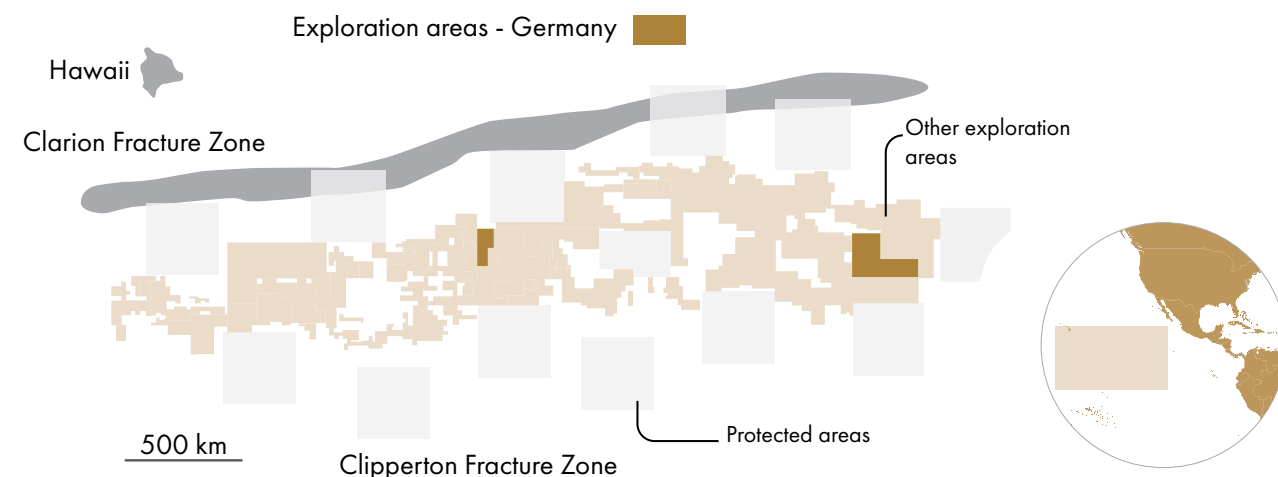 Exploration areas - Germany
Hawaii
Clarion Fracture Zone
Other exploration
areas
Protected areas
500 km
Clipperton Fracture Zone